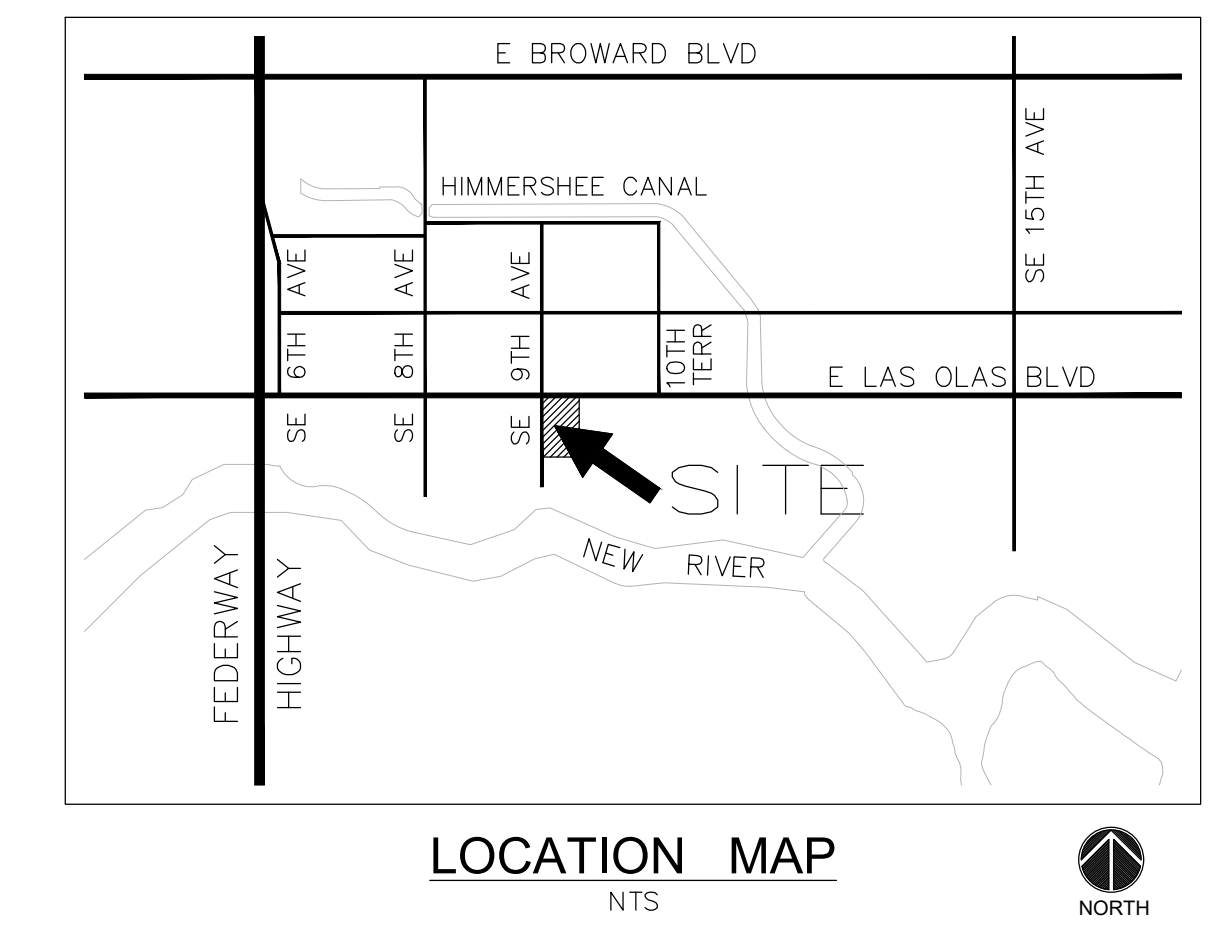 E BROWARD BLVD
SE 15TH AVE
HIMMERSHEE CANAL
SE 6TH AVE
SE 8TH AVE
SE 9TH AVE
10TH
TERR
E LAS OLAS BLVD
SITE
NEW RIVER
FEDERWAY
HIGHWAY
LOCATION MAP
NTS
NORTH